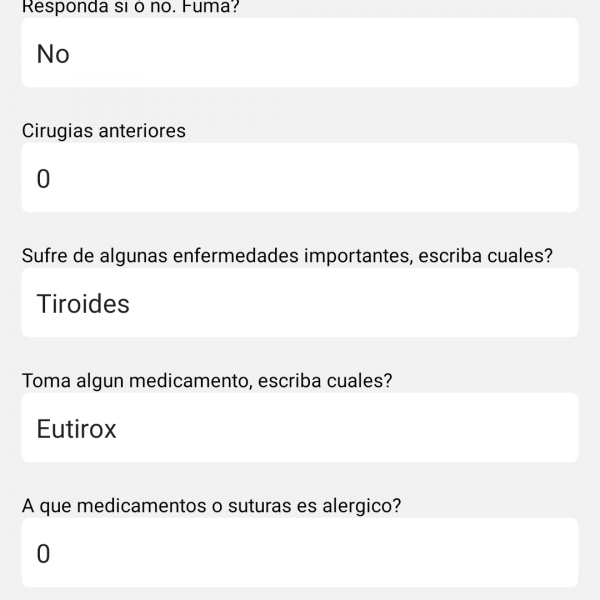 Responda si ó no. Fuma?
No
Cirugias anteriores
0
Sufre de algunas enfermedades importantes, escriba cuales?
Tiroides
Toma algun medicamento, escriba cuales?
Eutirox
A que medicamentos o suturas es alergico?
0